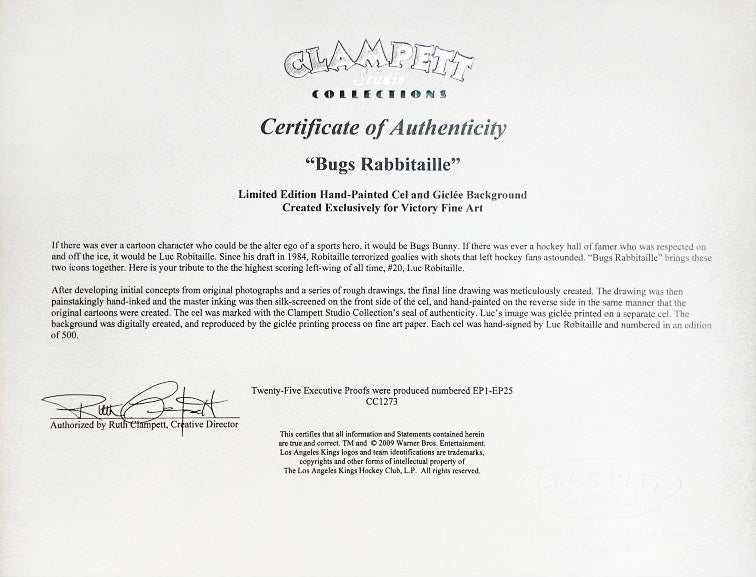 CLAMPETT
Studio
COLLECTIONS
Certificate of Authenticity
“Bugs Rabbitaille”
Limited Edition Hand-Painted Cel and Giclée Background
Created Exclusively for Victory Fine Art
If there was ever a cartoon character who could be the alter ego of a sports hero, it would be Bugs Bunny. If there was ever a hockey hall of famer who was respected on
and off the ice, it would be Luc Robitaille. Since his draft in 1984, Robitaille terrorized goalies with shots that left hockey fans astounded. “Bugs Rabbitaille” brings these
two icons together. Here is your tribute to the the highest scoring left-wing of all time, #20, Luc Robitaille.
After developing initial concepts from original photographs and a series of rough drawings, the final line drawing was meticulously created. The drawing was then
painstakingly hand-inked and the master inking was then silk-screened on the front side of the cel, and hand-painted on the reverse side in the same manner that the
original cartoons were created. The cel was marked with the Clampett Studio Collection's seal of authenticity. Luc's image was giclée printed on a separate cel. The
background was digitally created, and reproduced by the giclée printing process on fine art paper. Each cel was hand-signed by Luc Robitaille and numbered in an edition
of 500.
Twenty-Five Executive Proofs were produced numbered EP1-EP25
CC1273
Authorized by Ruth Clampett, Creative Director
This certifies that all information and Statements contained herein
are true and correct. TM and © 2009 Warner Bros. Entertainment.
Los Angeles Kings logos and team identifications are trademarks,
copyrights and other forms of intellectual property of
The Los Angeles Kings Hockey Club, L.P. All rights reserved.
CLAMPETT
COLLECTIONS